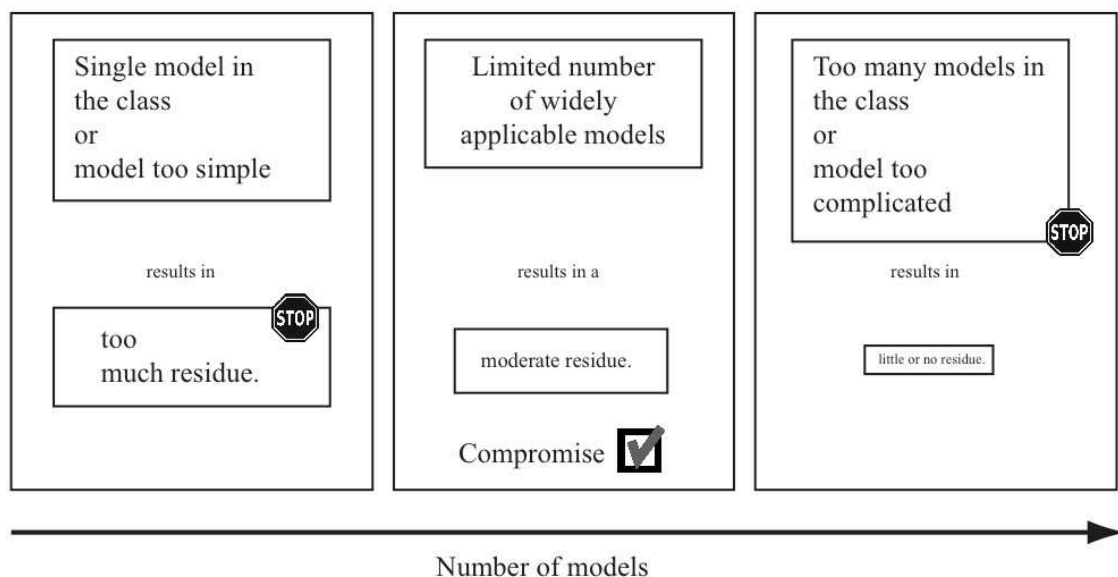 Single model in
the class
or
model too simple
results in
STOP
too
much residue.
Limited number
of widely
applicable models
results in a
moderate residue.
Compromise
Too many models in
the class
or
model too
complicated
STOP
results in
little or no residue.
Number of models